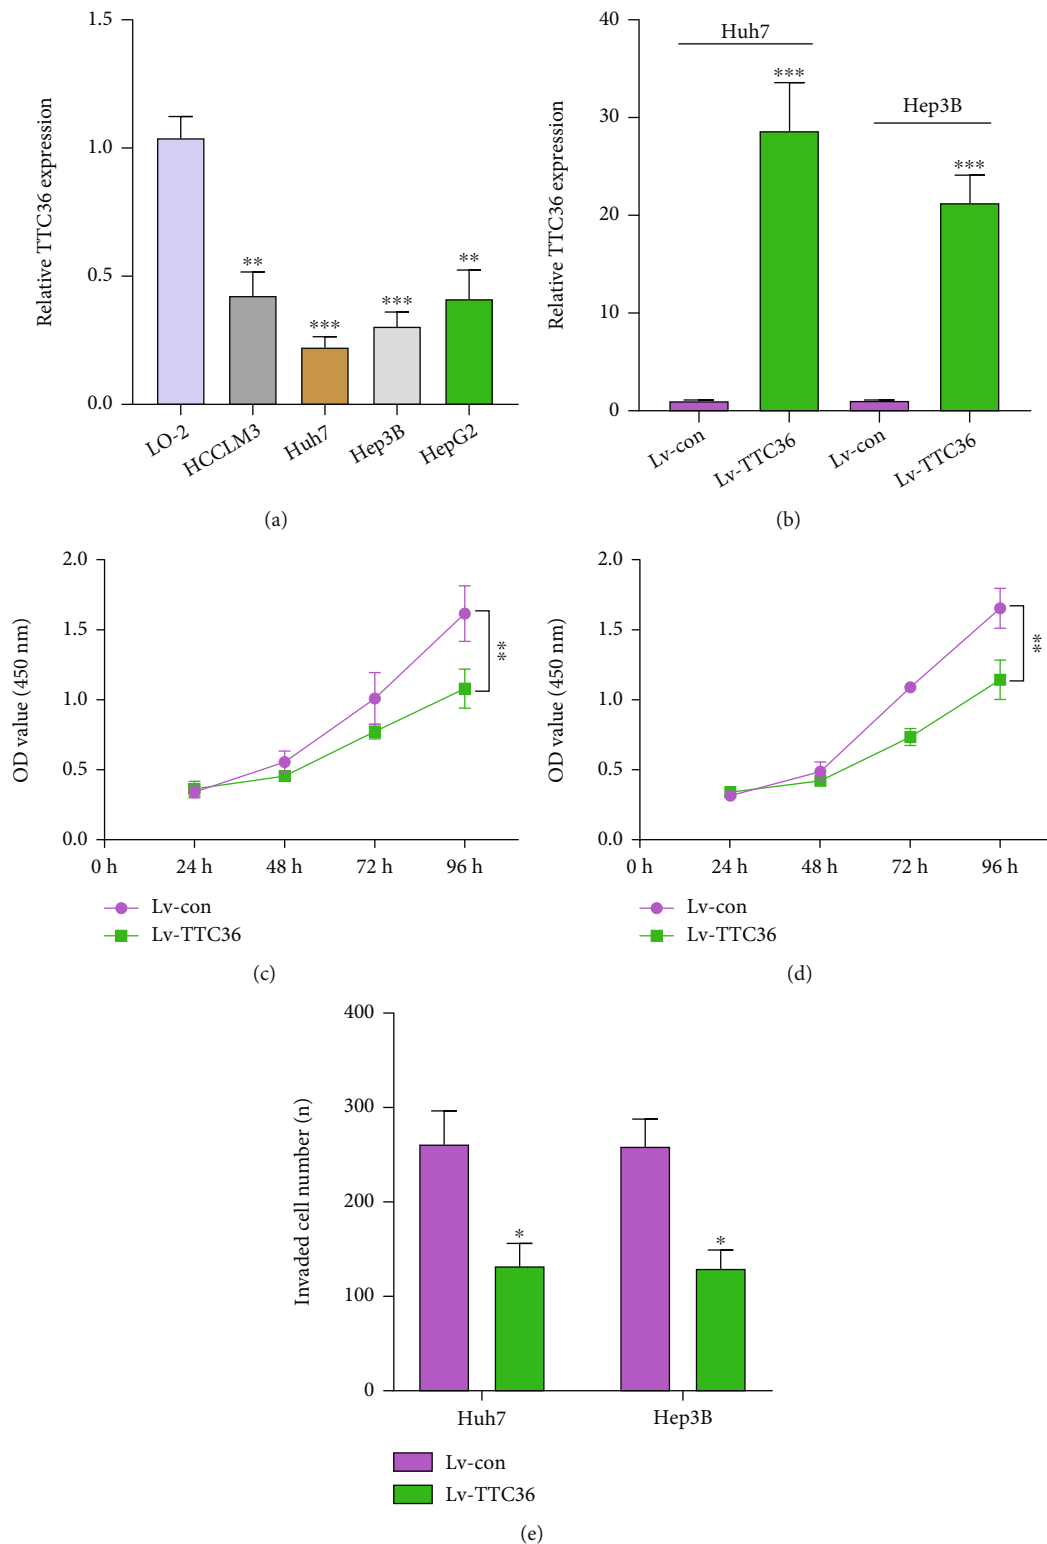 1.5
1.0
0.5
0.0
Relative TTC36 expression
**
***
***
**
LO-2
HCCLM3
Huh7
Hep3B
HepG2
(a)
40
30
20
10
0
Relative TTC36 expression
Huh7
***
Hep3B
***
Lv-con
Lv-TTC36
Lv-con
Lv-TTC36
(b)
2.0
1.5
1.0
0.5
0.0
OD value (450 nm)
**
0 h
24 h
48 h
72 h
96 h
Lv-con
Lv-TTC36
(c)
2.0
1.5
1.0
0.5
0.0
OD value (450 nm)
**
0 h
24 h
48 h
72 h
96 h
Lv-con
Lv-TTC36
(d)
400
300
200
100
0
Invaded cell number (n)
*
*
Huh7
Hep3B
Lv-con
Lv-TTC36
(e)